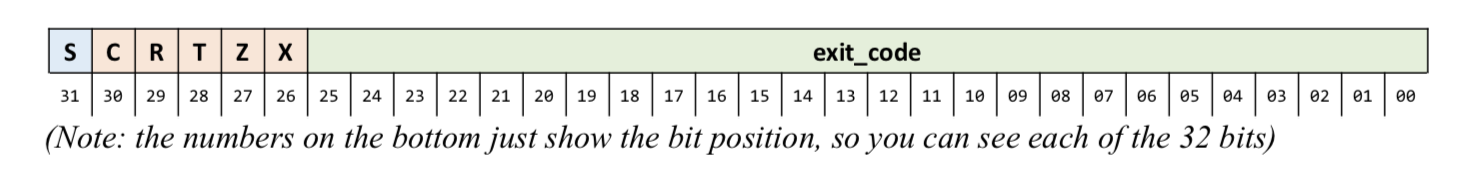 S C R T Z X exit_code
31 30 29 28 27 26 25 24 23 22 21 20 19 18 17 16 15 14 13 12 11 10 09 08 07 06 05 04 03 02 01 00
(Note: the numbers on the bottom just show the bit position, so you can see each of the 32 bits)